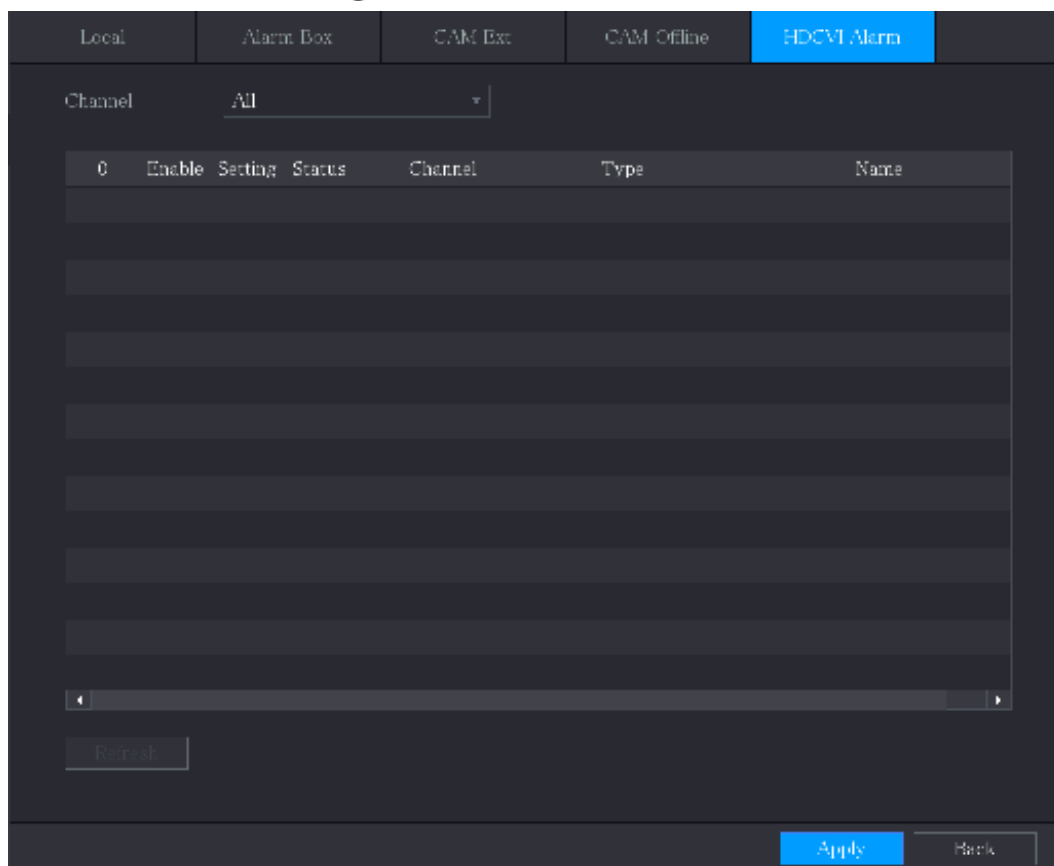 Local Alarm Box CAM Ext CAM Offline HDCVI Alarm
Channel All
0 Enable Setting Status Channel Type Name
Refresh
Apply Back